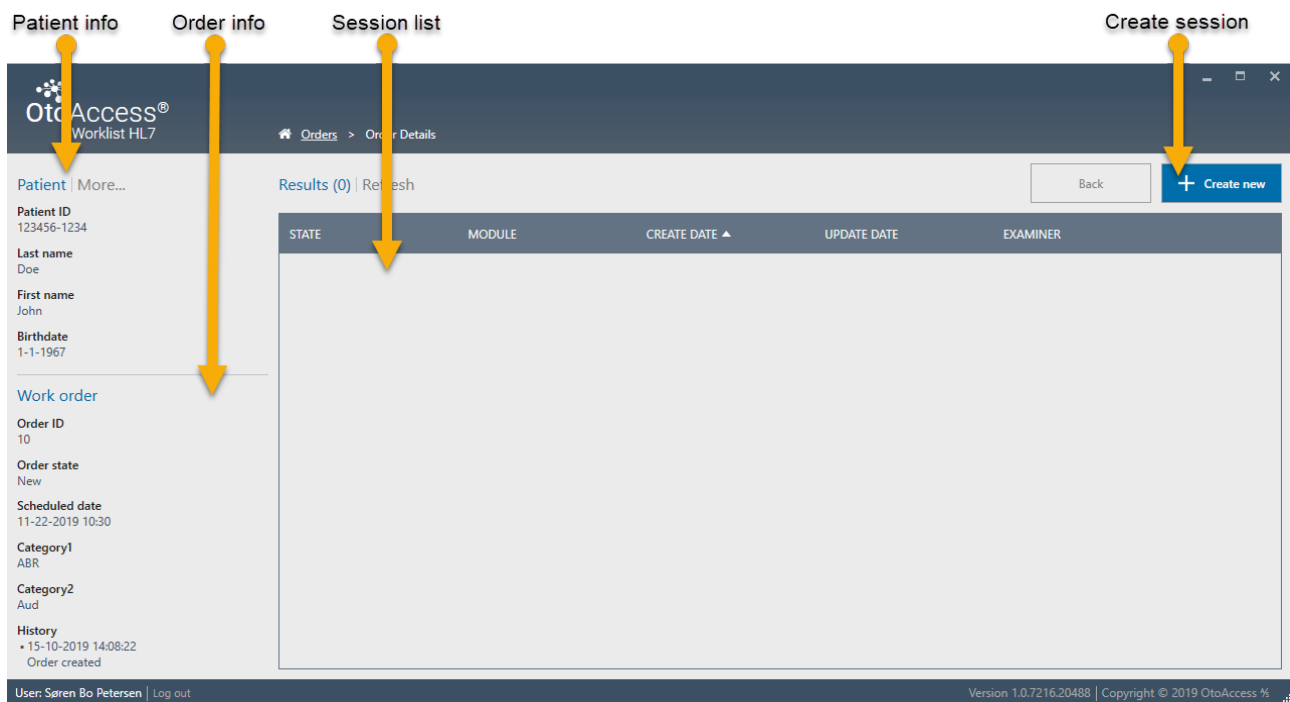 Patient info Order info Session list Create session
OtoAccess®
Worklist HL7
Orders > Order Details
Patient | More...
Results (0) | Refresh
Back
+ Create new
Patient ID
123456-1234
STATE MODULE CREATE DATE ▲ UPDATE DATE EXAMINER
Last name
Doe
First name
John
Birthdate
1-1-1967
Work order
Order ID
10
Order state
New
Scheduled date
11-22-2019 10:30
Category1
ABR
Category2
Aud
History
• 15-10-2019 14:08:22
Order created
User: Søren Bo Petersen | Log out
Version 1.0.7216.20488 | Copyright © 2019 OtoAccess